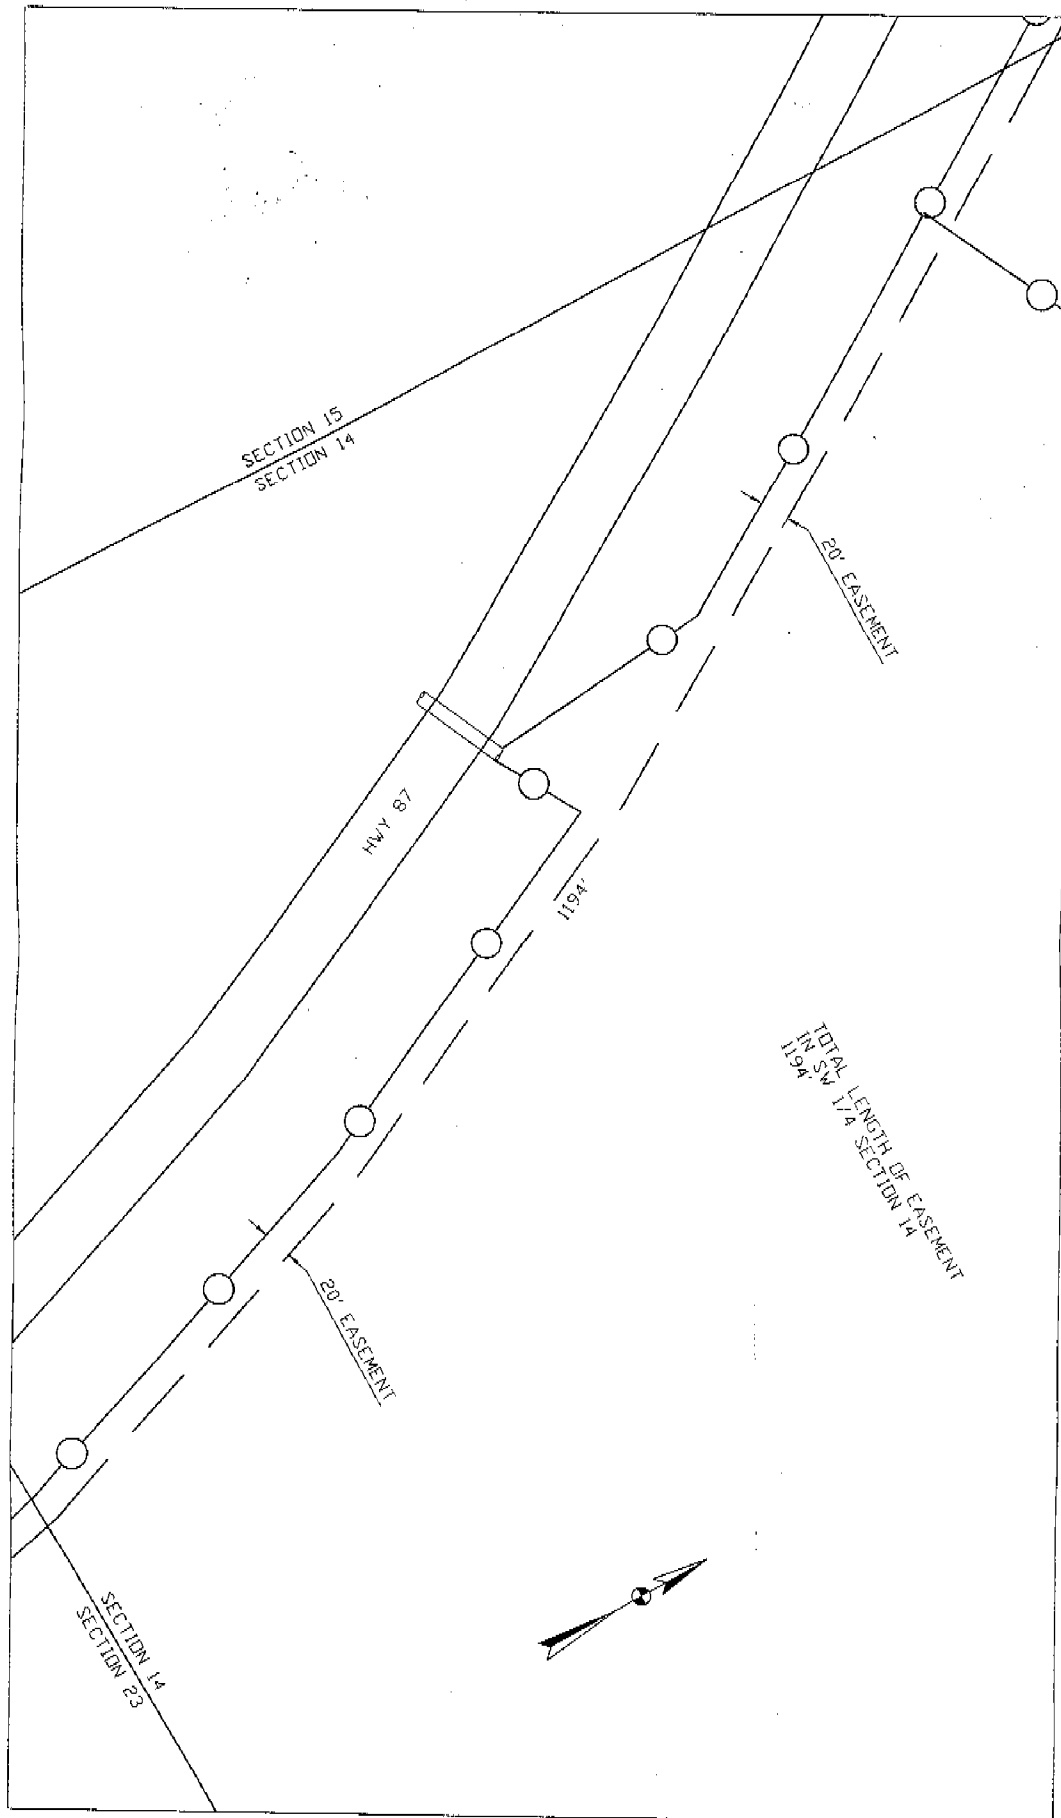 SECTION 15
SECTION 14
20' EASEMENT
HWY 87
1194'
TOTAL LENGTH OF EASEMENT
IN SW 1/4 SECTION 14
1194'
20' EASEMENT
SECTION 14
SECTION 23